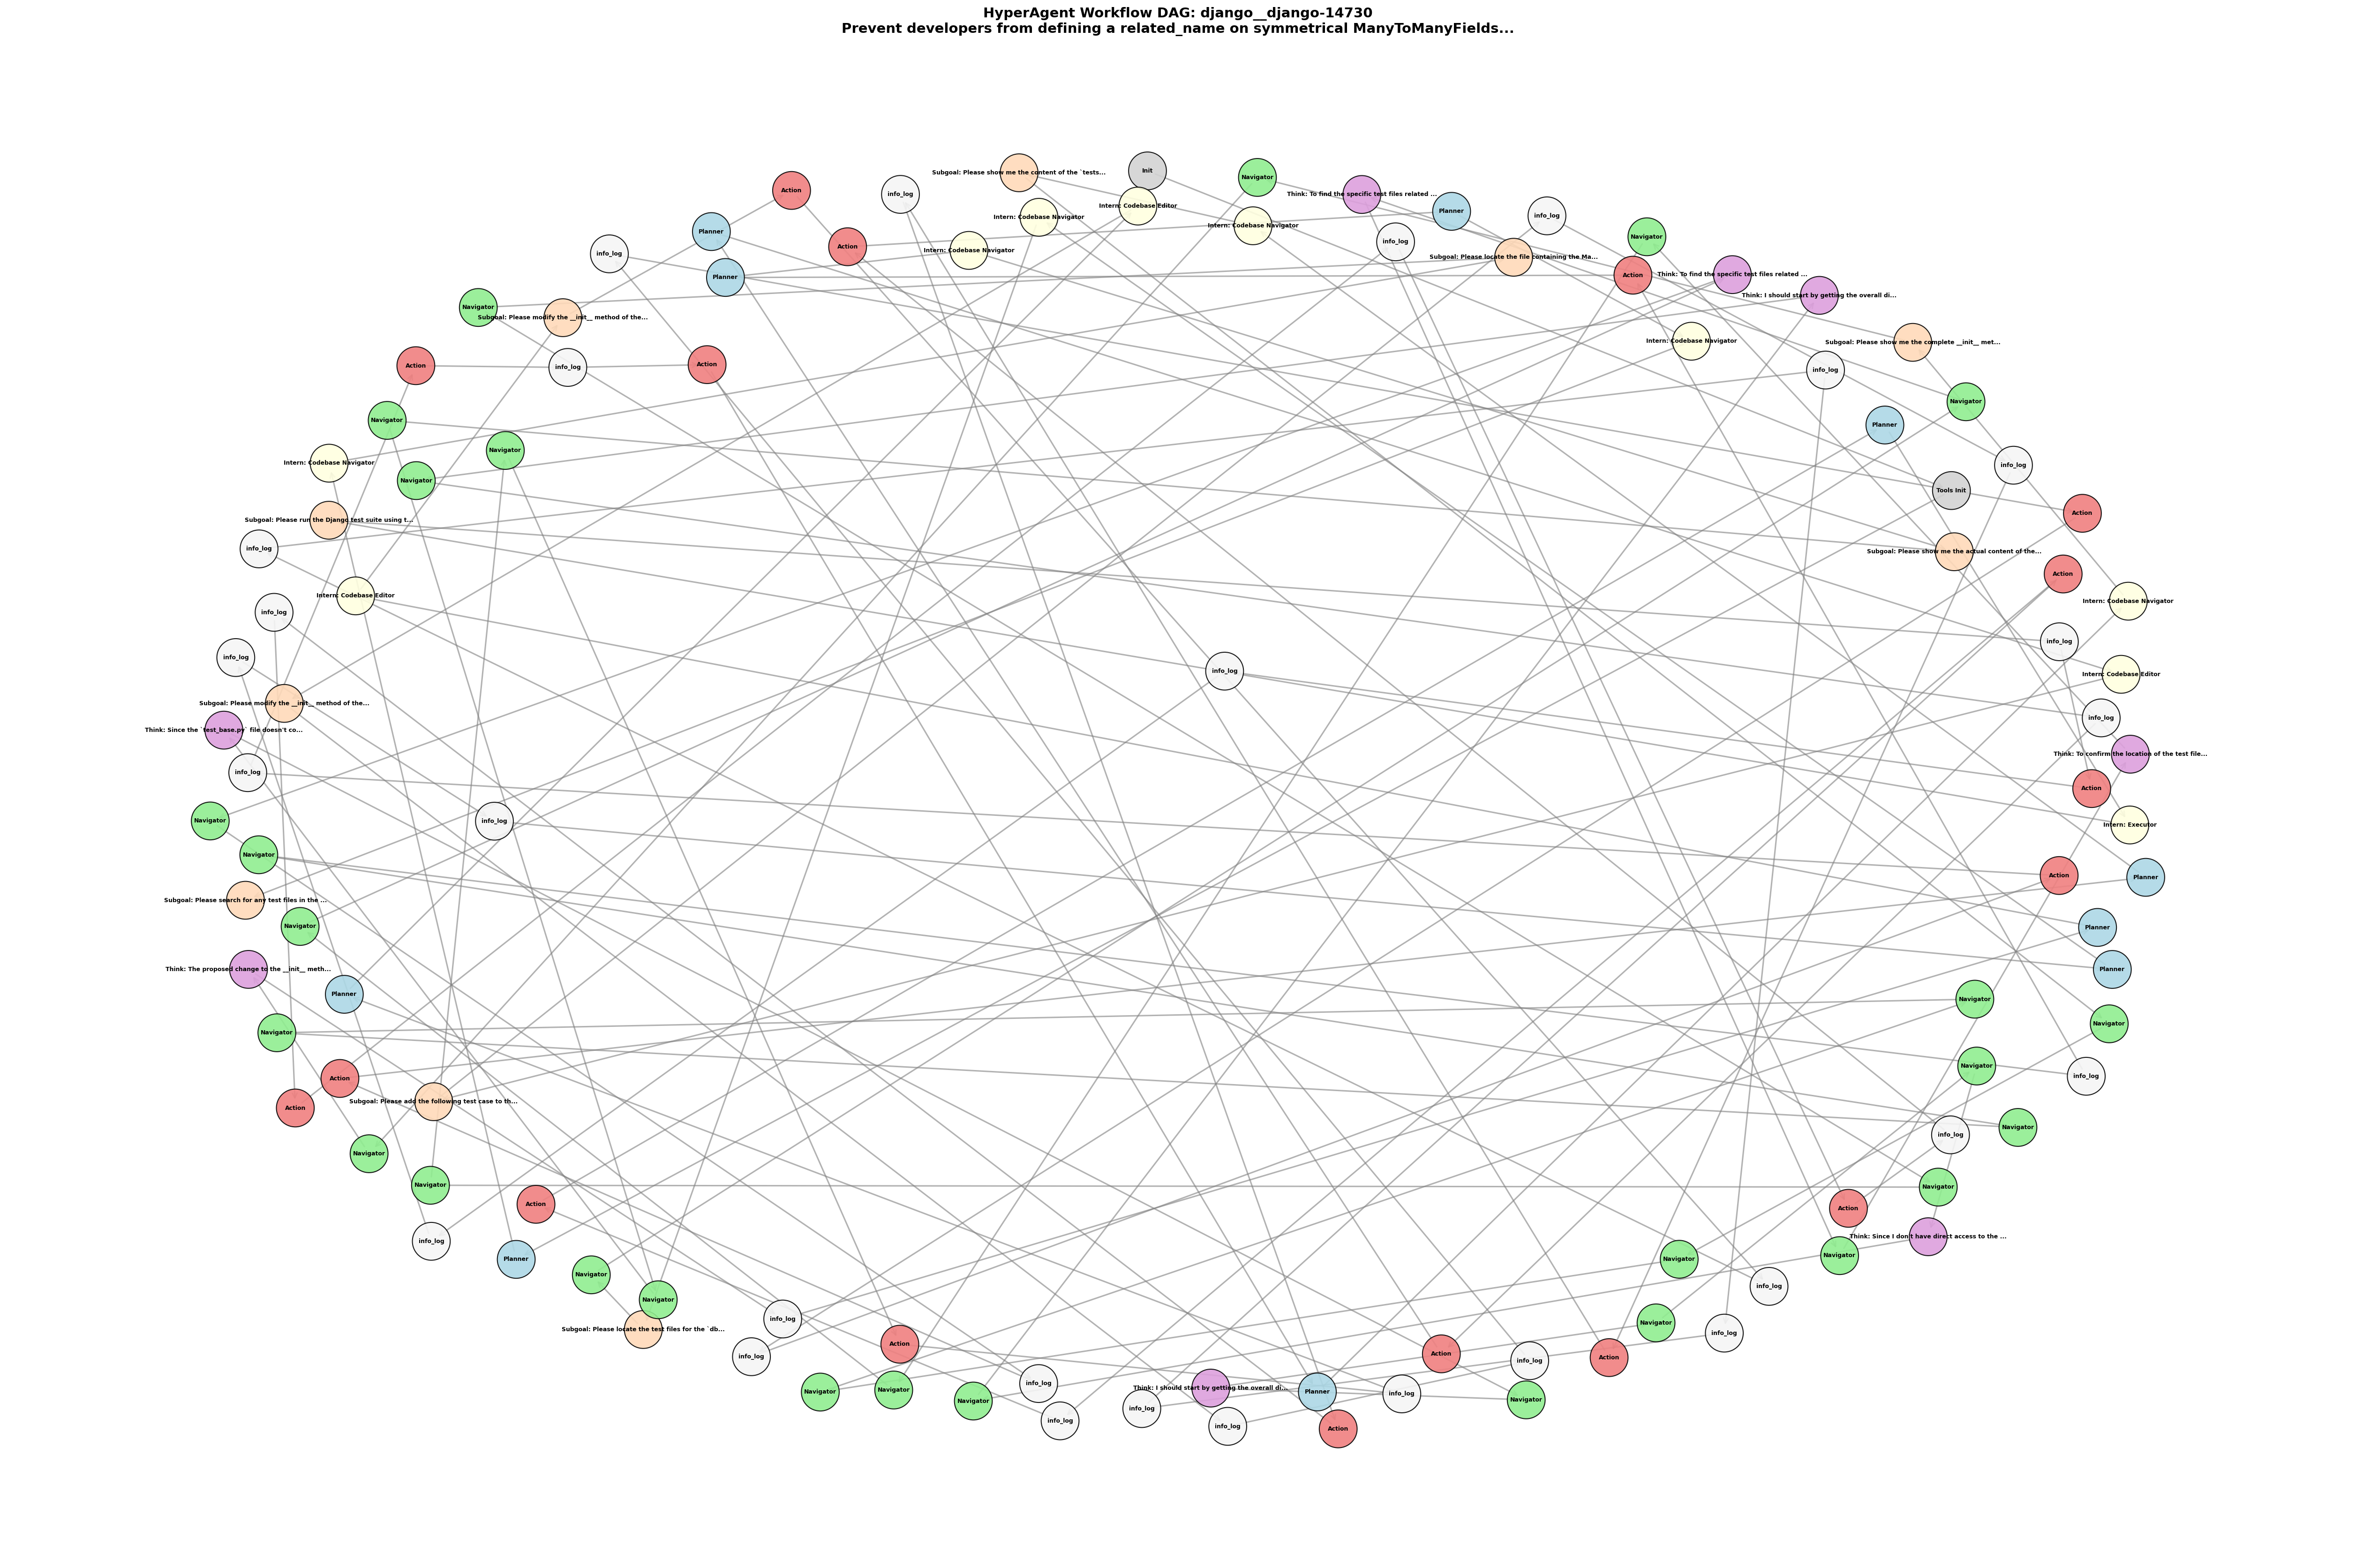 HyperAgent Workflow DAG: django__django-14730
Prevent developers from defining a related_name on symmetrical ManyToManyFields...
Init
Subgoal: Please show me the content of the `tests...
Navigator
Action
info_log
Think: To find the specific test files related ...
Intern: Codebase Editor
Planner
Intern: Codebase Navigator
info_log
Intern: Codebase Navigator
Planner
Navigator
info_log
Action
Intern: Codebase Navigator
info_log
Subgoal: Please locate the file containing the Ma...
Planner
Action
Think: To find the specific test files related ...
Think: I should start by getting the overall di...
Navigator
Subgoal: Please modify the __init__ method of the...
Intern: Codebase Navigator
Subgoal: Please show me the complete __init__ met...
Action
info_log
Action
info_log
Navigator
Navigator
Planner
Navigator
Intern: Codebase Navigator
info_log
Navigator
Tools Init
Action
Subgoal: Please run the Django test suite using t...
info_log
Subgoal: Please show me the actual content of the...
Action
Intern: Codebase Editor
Intern: Codebase Navigator
info_log
info_log
info_log
info_log
Intern: Codebase Editor
Subgoal: Please modify the __init__ method of the...
info_log
Think: Since the `test_base.py` file doesn't co...
Think: To confirm the location of the test file...
info_log
Action
Navigator
info_log
Intern: Executor
Navigator
Action
Planner
Subgoal: Please search for any test files in the ...
Navigator
Planner
Think: The proposed change to the __init__ meth...
Planner
Planner
Navigator
Navigator
Navigator
Navigator
Action
info_log
Subgoal: Please add the following test case to th...
Action
Navigator
info_log
Navigator
Navigator
Navigator
Action
Action
Think: Since I don't have direct access to the ...
info_log
Navigator
Planner
Navigator
Navigator
info_log
Navigator
info_log
Navigator
Subgoal: Please locate the test files for the `db...
info_log
Action
Action
info_log
Action
info_log
info_log
Think: I should start by getting the overall di...
Navigator
Navigator
Planner
info_log
Navigator
Navigator
info_log
info_log
info_log
Action